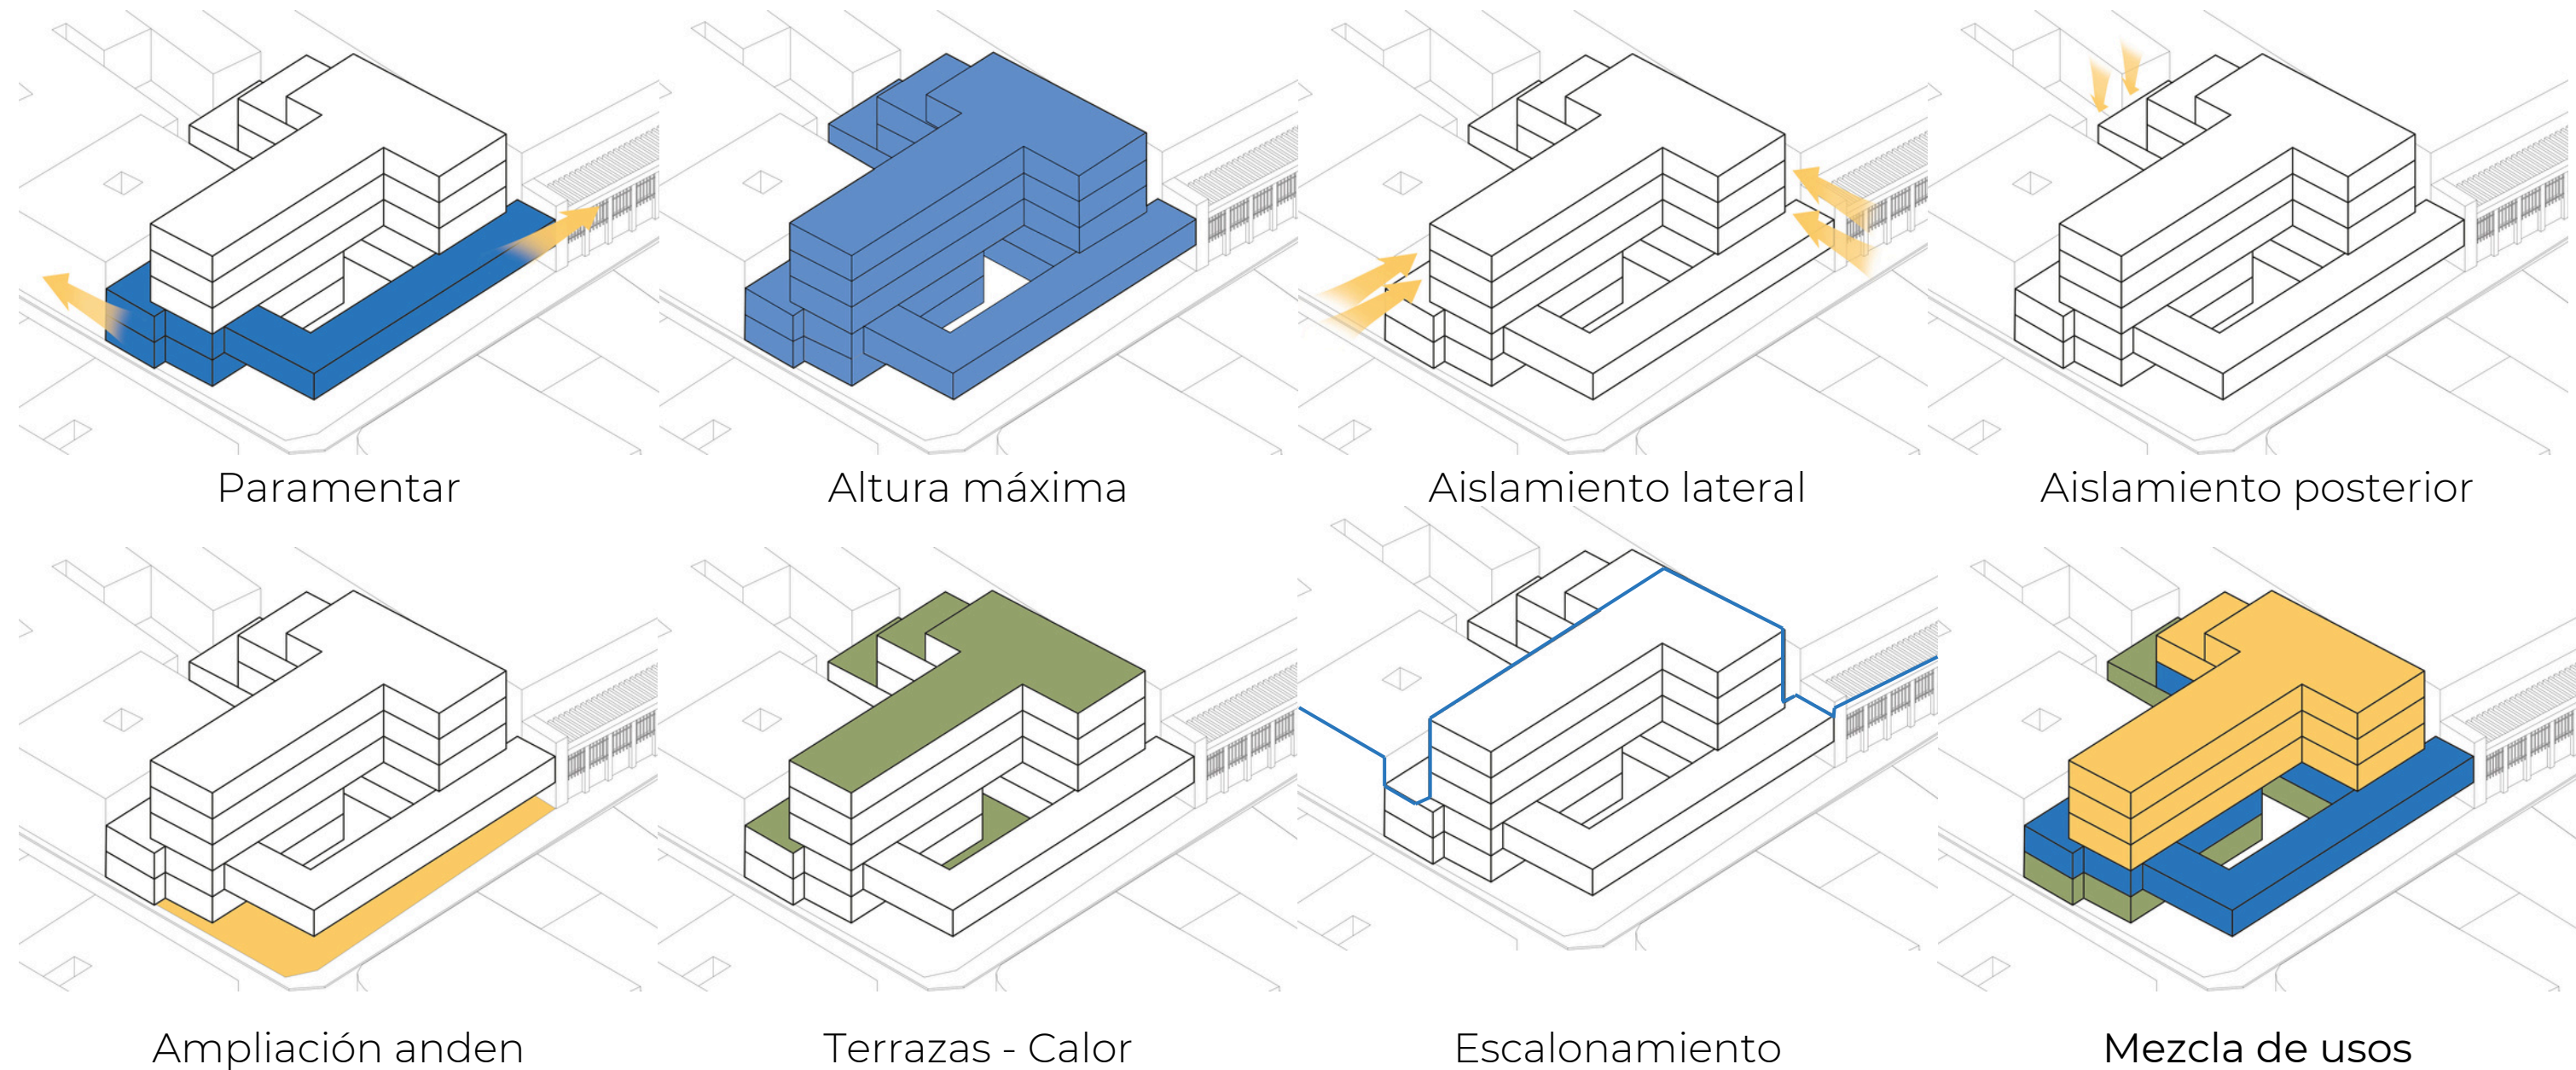 Paramentar
Altura máxima
Aislamiento lateral
Aislamiento posterior
Ampliación anden
Terrazas - Calor
Escalonamiento
Mezcla de usos